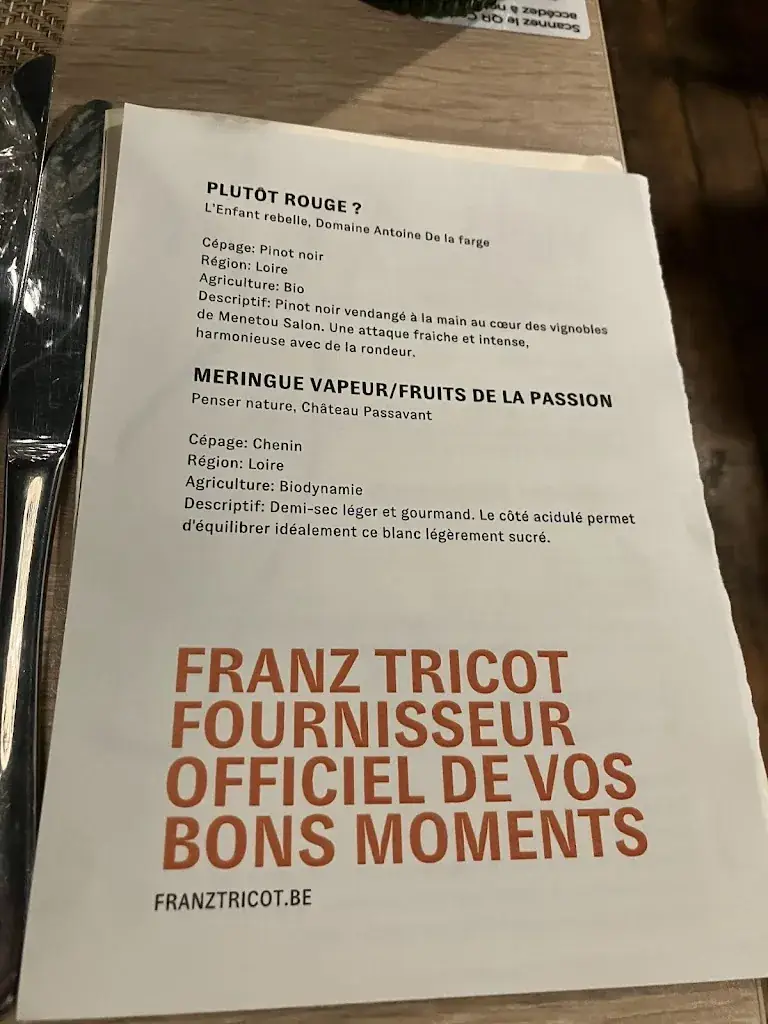 Scannez le QR
accédez à
PLUTÔT ROUGE ?
L'Enfant rebelle, Domaine Antoine De la farge
Cépage: Pinot noir
Région: Loire
Agriculture: Bio
Descriptif: Pinot noir vendangé à la main au cœur des vignobles
de Menetou Salon. Une attaque fraiche et intense,
harmonieuse avec de la rondeur.
MERINGUE VAPEUR/FRUITS DE LA PASSION
Penser nature, Château Passavant
Cépage: Chenin
Région: Loire
Agriculture: Biodynamie
Descriptif: Demi-sec léger et gourmand. Le côté acidulé permet
d'équilibrer idéalement ce blanc légèrement sucré.
FRANZ TRICOT
FOURNISSEUR
OFFICIEL DE VOS
BONS MOMENTS
FRANZTRICOT.BE